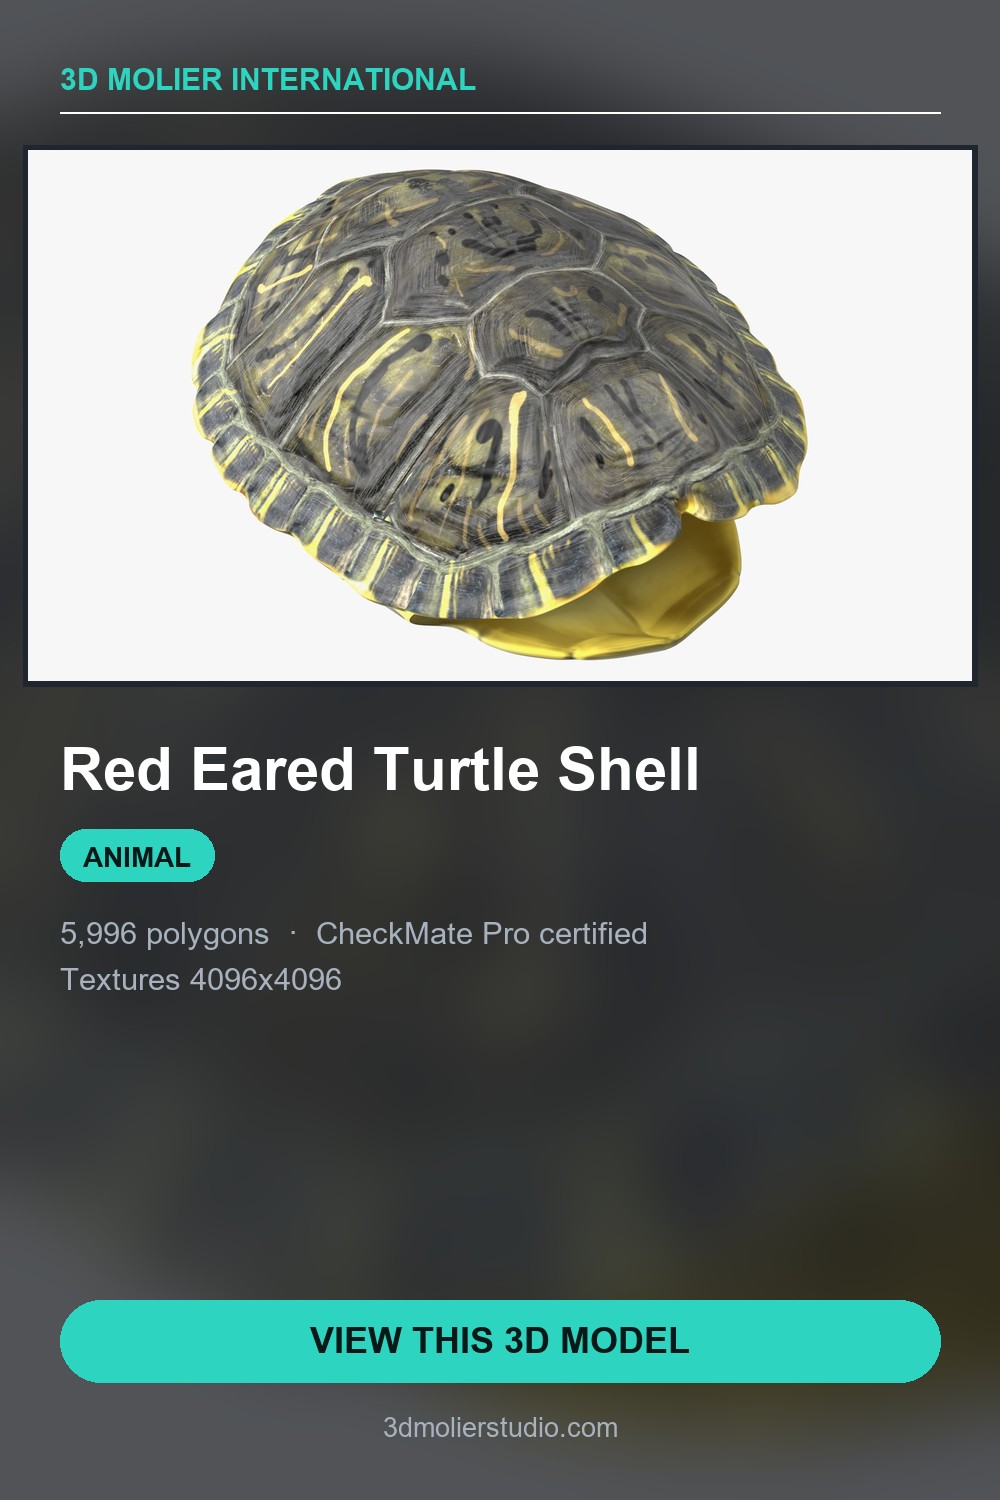 3D MOLIER INTERNATIONAL
Red Eared Turtle Shell
ANIMAL
5,996 polygons · CheckMate Pro certified
Textures 4096x4096
VIEW THIS 3D MODEL
3dmolierstudio.com